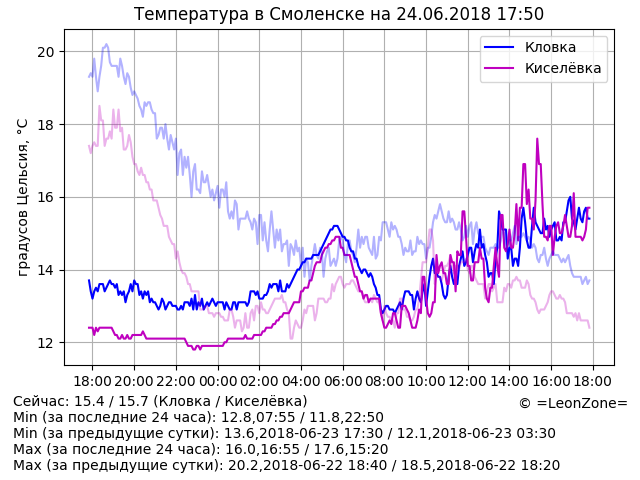 Температура в Смоленске на 24.06.2018 17:50
Кловка
Киселёвка
градусов Цельсия, °C
20
18
16
14
12
18:00 20:00 22:00 00:00 02:00 04:00 06:00 08:00 10:00 12:00 14:00 16:00 18:00
Сейчас: 15.4 / 15.7 (Кловка / Киселёвка)
© =LeonZone=
Min (за последние 24 часа): 12.8,07:55 / 11.8,22:50
Min (за предыдущие сутки): 13.6,2018-06-23 17:30 / 12.1,2018-06-23 03:30
Max (за последние 24 часа): 16.0,16:55 / 17.6,15:20
Max (за предыдущие сутки): 20.2,2018-06-22 18:40 / 18.5,2018-06-22 18:20